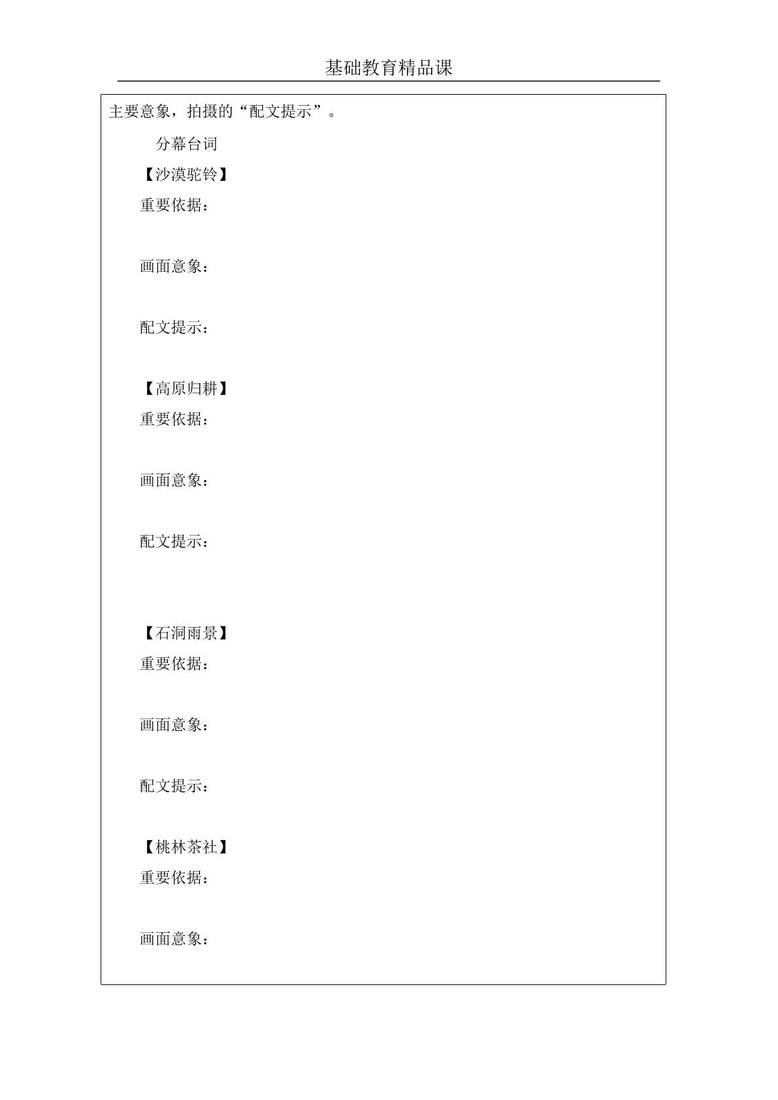 基础教育精品课
主要意象，拍摄的“配文提示”。
分幕台词
【沙漠驼铃】
重要依据：
画面意象：
配文提示：
【高原归耕】
重要依据：
画面意象：
配文提示：
【石洞雨景】
重要依据：
画面意象：
配文提示：
【桃林茶社】
重要依据：
画面意象：